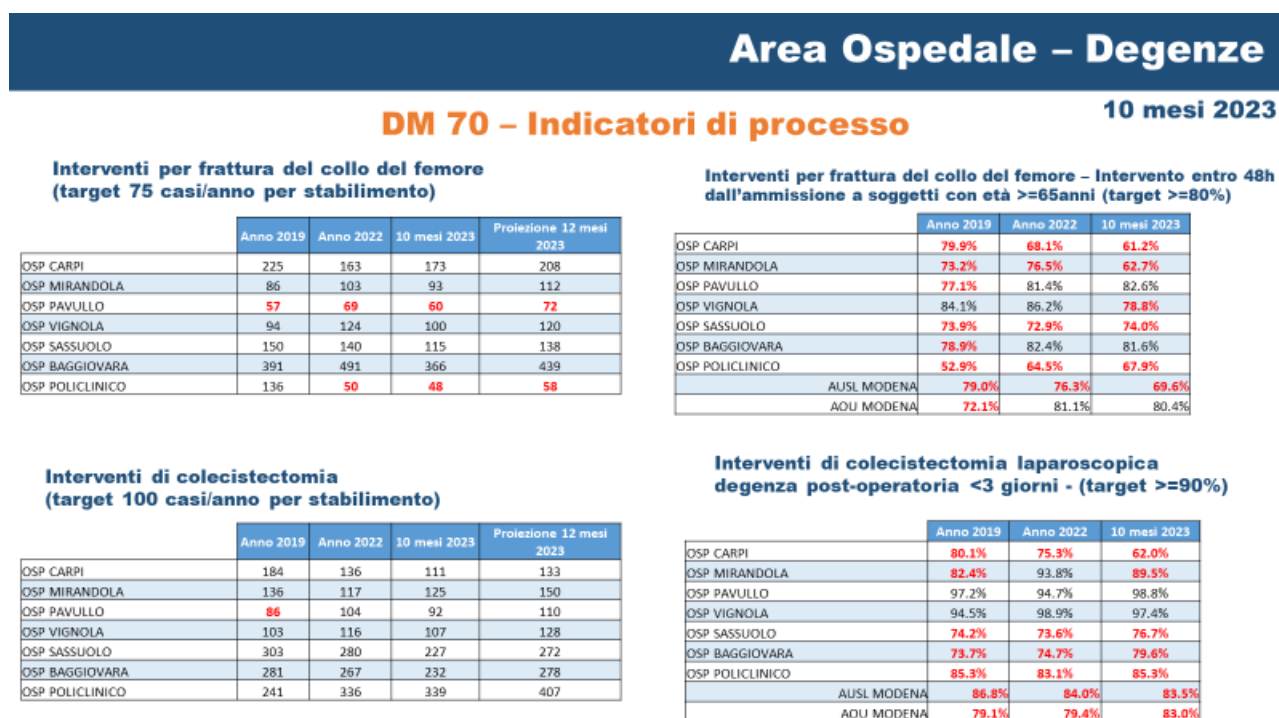 Area Ospedale – Degenze
10 mesi 2023
DM 70 – Indicatori di processo
Interventi per frattura del collo del femore
(target 75 casi/anno per stabilimento)
Anno 2019 Anno 2022 10 mesi 2023 Proiezione 12 mesi
2023
OSP CARPI 225 163 173 208
OSP MIRANDOLA 86 103 93 112
OSP PAVULLO 57 69 60 72
OSP VIGNOLA 94 124 100 120
OSP SASSUOLO 150 140 115 138
OSP BAGGIOVARA 391 491 366 439
OSP POLICLINICO 136 50 48 58
Interventi per frattura del collo del femore – Intervento entro 48h
dall'ammissione a soggetti con età >=65anni (target >=80%)
Anno 2019 Anno 2022 10 mesi 2023
OSP CARPI 79.9% 68.1% 61.2%
OSP MIRANDOLA 73.2% 76.5% 62.7%
OSP PAVULLO 77.1% 81.4% 82.6%
OSP VIGNOLA 84.1% 86.2% 78.8%
OSP SASSUOLO 73.9% 72.9% 74.0%
OSP BAGGIOVARA 78.9% 82.4% 81.6%
OSP POLICLINICO 52.9% 64.5% 67.9%
AUSL MODENA 79.0% 76.3% 69.6%
AOU MODENA 72.1% 81.1% 80.4%
Interventi di colecistectomia
(target 100 casi/anno per stabilimento)
Anno 2019 Anno 2022 10 mesi 2023 Proiezione 12 mesi
2023
OSP CARPI 184 136 111 133
OSP MIRANDOLA 136 117 125 150
OSP PAVULLO 86 104 92 110
OSP VIGNOLA 103 116 107 128
OSP SASSUOLO 303 280 227 272
OSP BAGGIOVARA 281 267 232 278
OSP POLICLINICO 241 336 339 407
Interventi di colecistectomia laparoscopica
degenza post-operatoria <3 giorni - (target >=90%)
Anno 2019 Anno 2022 10 mesi 2023
OSP CARPI 80.1% 75.3% 62.0%
OSP MIRANDOLA 82.4% 93.8% 89.5%
OSP PAVULLO 97.2% 94.7% 98.8%
OSP VIGNOLA 94.5% 98.9% 97.4%
OSP SASSUOLO 74.2% 73.6% 76.7%
OSP BAGGIOVARA 73.7% 74.7% 79.6%
OSP POLICLINICO 85.3% 83.1% 85.3%
AUSL MODENA 86.8% 84.0% 83.5%
AOU MODENA 79.1% 79.4% 83.0%